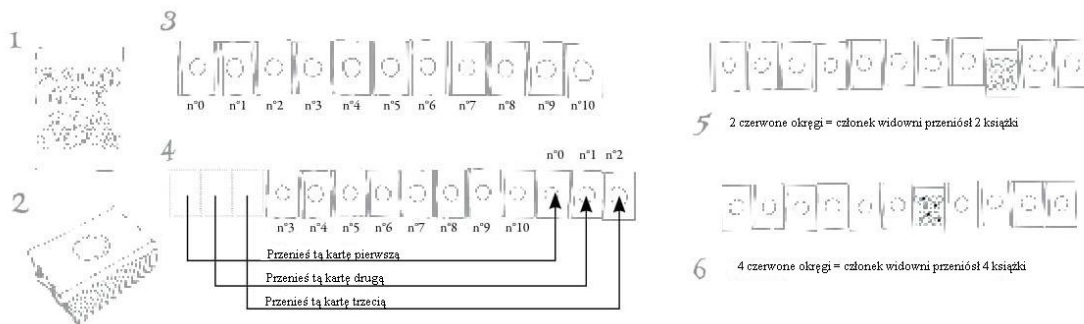 1
2
3
n°0 n°1 n°2 n°3 n°4 n°5 n°6 n°7 n°8 n°9 n°10
4
n°0 n°1 n°2
n°3 n°4 n°5 n°6 n°7 n°8 n°9 n°10
Przenieś tą kartę pierwszą
Przenieś tą kartę drugą
Przenieś tą kartę trzecią
5 2 czerwone okręgi = członek widowni przeniósł 2 książki
6 4 czerwone okręgi = członek widowni przeniósł 4 książki